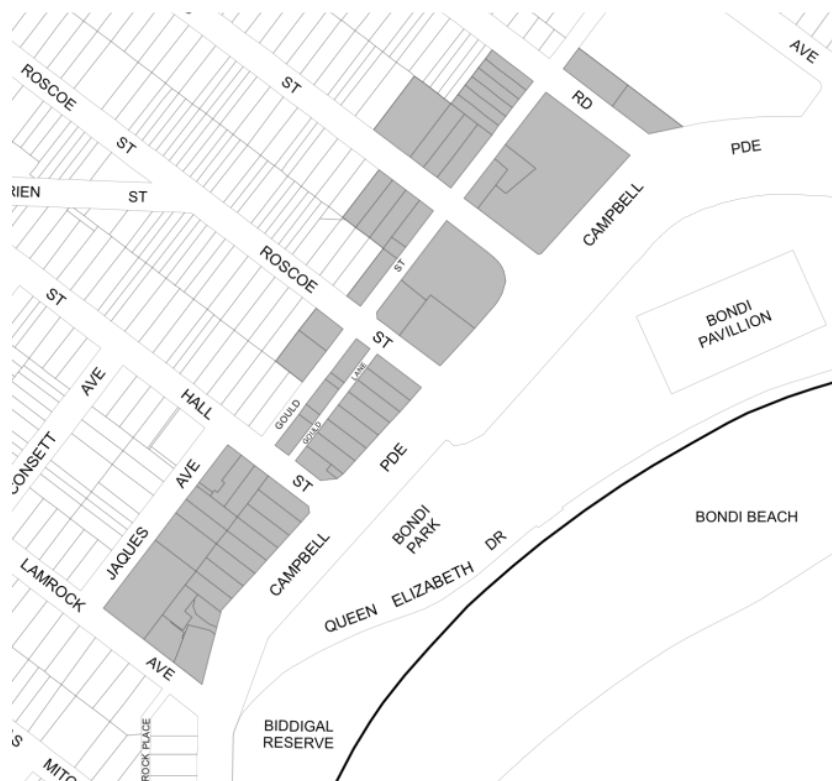 AVE
ROSCOE
ST
RD
ST
PDE
RIEN
ST
CAMPBELL
ROSCOE
ST
ST
BONDI
PAVILLION
ST
LANE
AVE
HALL
GOULD
GOULD
CONSETT
AVE
ST
PDE
BONDI
PARK
BONDI BEACH
JAQUES
CAMPBELL
DR
LAMROCK
QUEEN
ELIZABETH
AVE
BIDDIGAL
RESERVE
ROCK PLACE
S
MITC